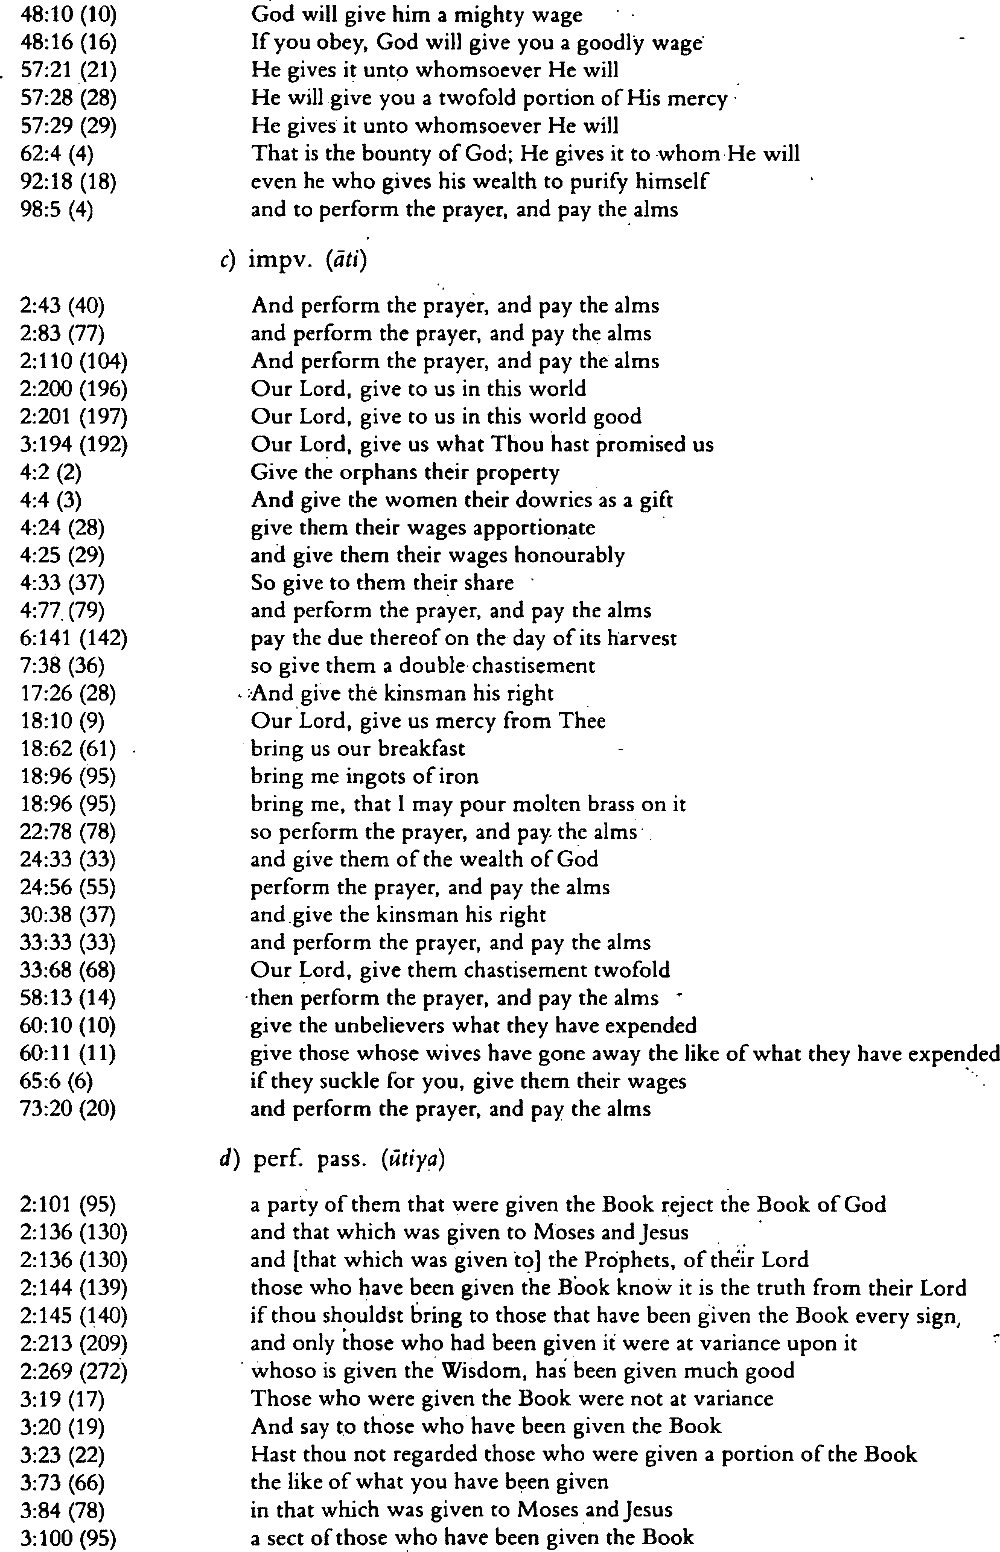 48:10 (10) God will give him a mighty wage
48:16 (16) If you obey, God will give you a goodly wage
57:21 (21) He gives it unto whomsoever He will
57:28 (28) He will give you a twofold portion of His mercy
57:29 (29) He gives it unto whomsoever He will
62:4 (4) That is the bounty of God; He gives it to whom He will
92:18 (18) even he who gives his wealth to purify himself
98:5 (4) and to perform the prayer, and pay the alms
c) impv. (āti)
2:43 (40) And perform the prayer, and pay the alms
2:83 (77) and perform the prayer, and pay the alms
2:110 (104) And perform the prayer, and pay the alms
2:200 (196) Our Lord, give to us in this world
2:201 (197) Our Lord, give to us in this world good
3:194 (192) Our Lord, give us what Thou hast promised us
4:2 (2) Give the orphans their property
4:4 (3) And give the women their dowries as a gift
4:24 (28) give them their wages apportionate
4:25 (29) and give them their wages honourably
4:33 (37) So give to them their share
4:77 (79) and perform the prayer, and pay the alms
6:141 (142) pay the due thereof on the day of its harvest
7:38 (36) so give them a double chastisement
17:26 (28) And give the kinsman his right
18:10 (9) Our Lord, give us mercy from Thee
18:62 (61) bring us our breakfast
18:96 (95) bring me ingots of iron
18:96 (95) bring me, that I may pour molten brass on it
22:78 (78) so perform the prayer, and pay the alms
24:33 (33) and give them of the wealth of God
24:56 (55) perform the prayer, and pay the alms
30:38 (37) and give the kinsman his right
33:33 (33) and perform the prayer, and pay the alms
33:68 (68) Our Lord, give them chastisement twofold
58:13 (14) then perform the prayer, and pay the alms
60:10 (10) give the unbelievers what they have expended
60:11 (11) give those whose wives have gone away the like of what they have expended
65:6 (6) if they suckle for you, give them their wages
73:20 (20) and perform the prayer, and pay the alms
d) perf. pass. (ūtiya)
2:101 (95) a party of them that were given the Book reject the Book of God
2:136 (130) and that which was given to Moses and Jesus
2:136 (130) and [that which was given to] the Prophets, of their Lord
2:144 (139) those who have been given the Book know it is the truth from their Lord
2:145 (140) if thou shouldst bring to those that have been given the Book every sign,
2:213 (209) and only those who had been given it were at variance upon it
2:269 (272) whoso is given the Wisdom, has been given much good
3:19 (17) Those who were given the Book were not at variance
3:20 (19) And say to those who have been given the Book
3:23 (22) Hast thou not regarded those who were given a portion of the Book
3:73 (66) the like of what you have been given
3:84 (78) in that which was given to Moses and Jesus
3:100 (95) a sect of those who have been given the Book